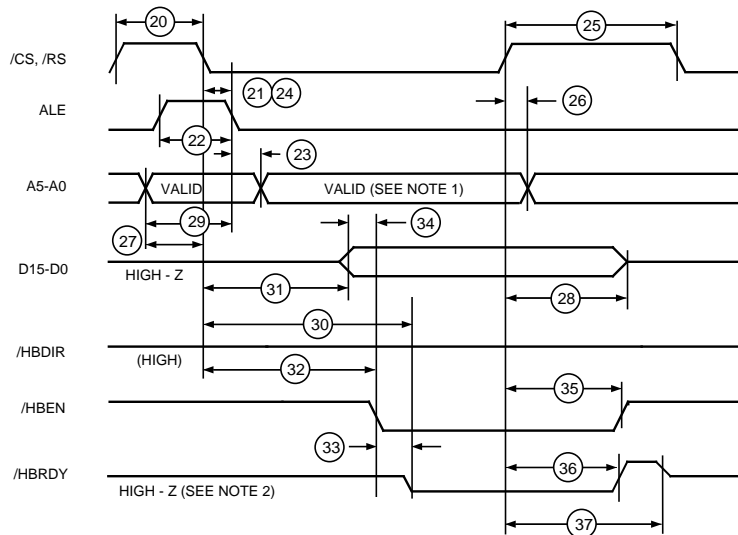 20
25
/CS, /RS
21 24
26
ALE
22
23
A5-A0
VALID
VALID (SEE NOTE 1)
29
34
27
D15-D0
HIGH - Z
31
28
30
/HBDIR
(HIGH)
32
35
/HBEN
33
36
/HBRDY
HIGH - Z (SEE NOTE 2)
37